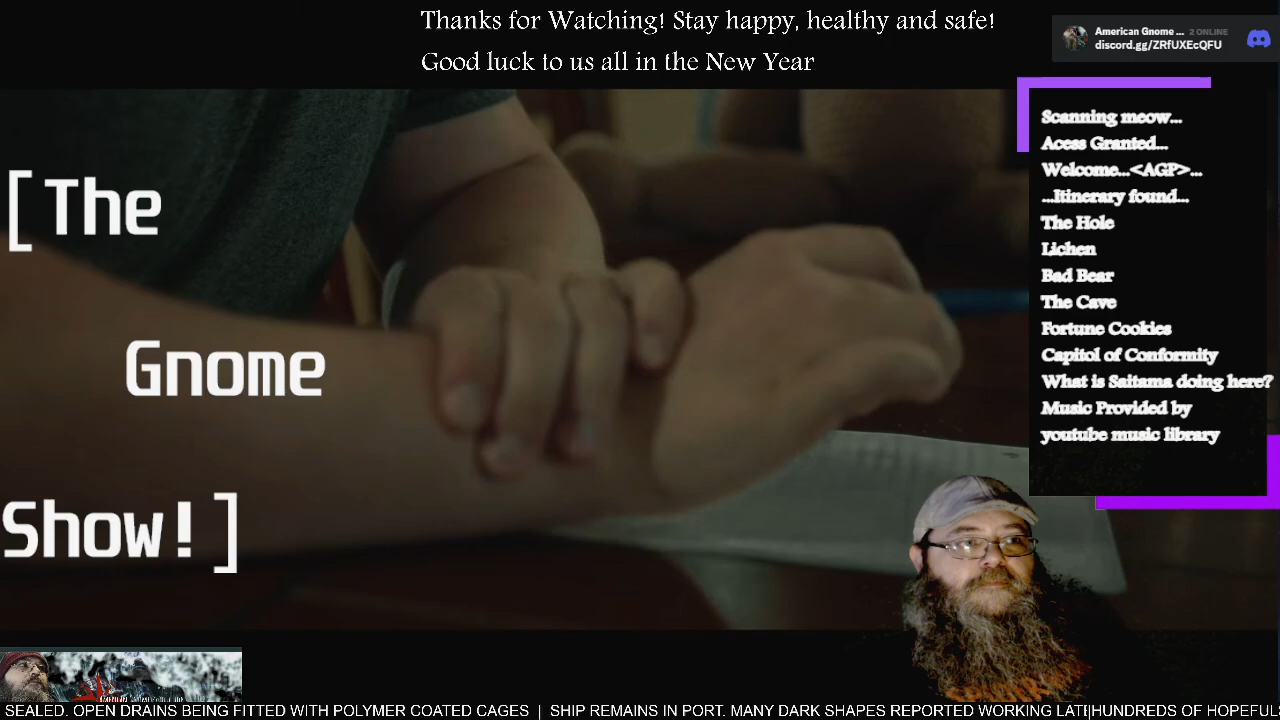 Thanks for Watching! Stay happy, healthy and safe!
Good luck to us all in the New Year
American Gnome ... 2 ONLINE
discord.gg/ZRfUXEcQFU
[The
Gnome
Show!]
Scanning meow...
Acess Granted...
Welcome...<AGP>...
...Itinerary found...
The Hole
Lichen
Bad Bear
The Cave
Fortune Cookies
Capitol of Conformity
What is Saitama doing here?
Music Provided by
youtube music library
SEALED. OPEN DRAINS BEING FITTED WITH POLYMER COATED CAGES | SHIP REMAINS IN PORT. MANY DARK SHAPES REPORTED WORKING LATE|HUNDREDS OF HOPEFUL